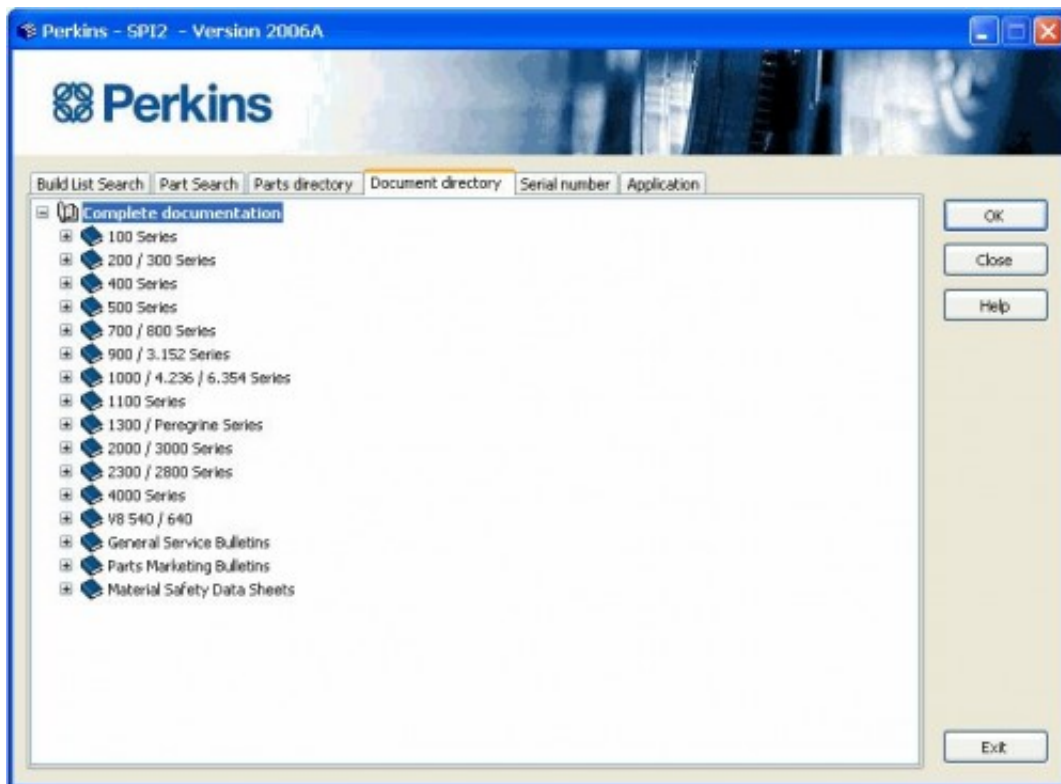 Perkins - SPI2 - Version 2006A
Perkins
Build List Search Part Search Parts directory Document directory Serial number Application
Complete documentation
100 Series
200 / 300 Series
400 Series
500 Series
700 / 800 Series
900 / 3.152 Series
1000 / 4.236 / 6.354 Series
1100 Series
1300 / Peregrine Series
2000 / 3000 Series
2300 / 2800 Series
4000 Series
V8 540 / 640
General Service Bulletins
Parts Marketing Bulletins
Material Safety Data Sheets
OK
Close
Help
Exit